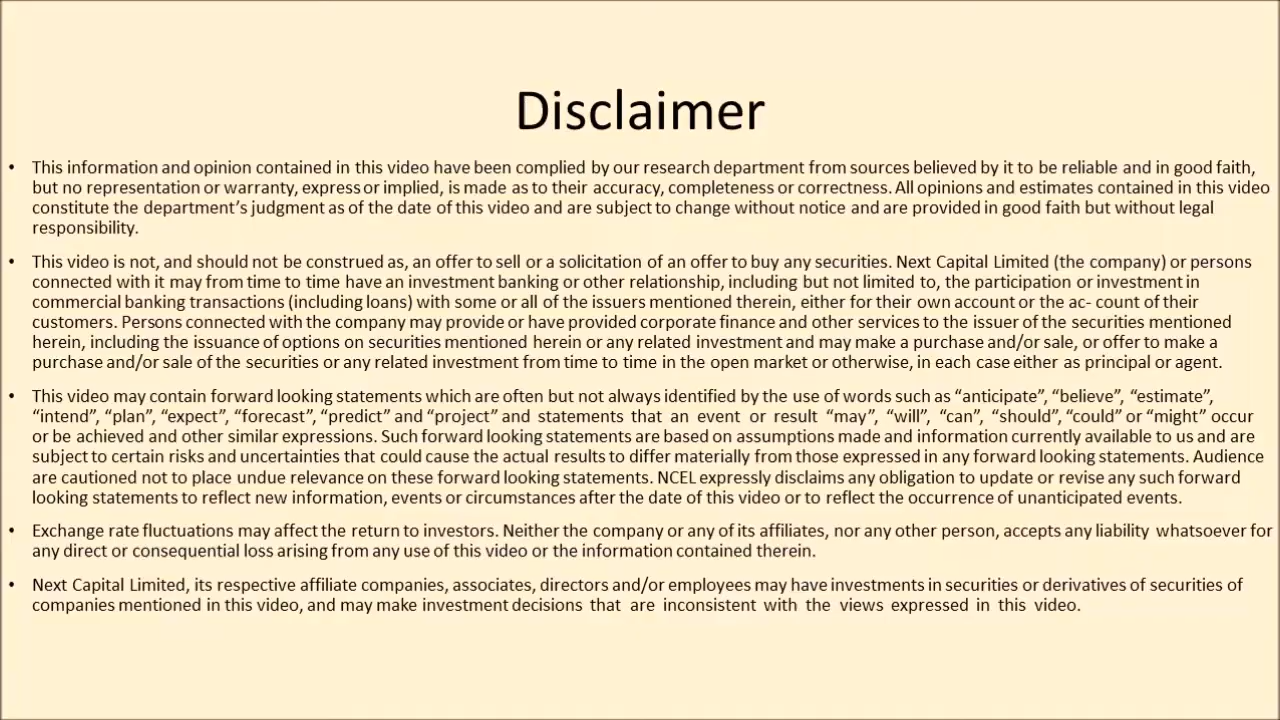 Disclaimer
• This information and opinion contained in this video have been complied by our research department from sources believed by it to be reliable and in good faith,
but no representation or warranty, express or implied, is made as to their accuracy, completeness or correctness. All opinions and estimates contained in this video
constitute the department's judgment as of the date of this video and are subject to change without notice and are provided in good faith but without legal
responsibility.
• This video is not, and should not be construed as, an offer to sell or a solicitation of an offer to buy any securities. Next Capital Limited (the company) or persons
connected with it may from time to time have an investment banking or other relationship, including but not limited to, the participation or investment in
commercial banking transactions (including loans) with some or all of the issuers mentioned therein, either for their own account or the ac- count of their
customers. Persons connected with the company may provide or have provided corporate finance and other services to the issuer of the securities mentioned
herein, including the issuance of options on securities mentioned herein or any related investment and may make a purchase and/or sale, or offer to make a
purchase and/or sale of the securities or any related investment from time to time in the open market or otherwise, in each case either as principal or agent.
• This video may contain forward looking statements which are often but not always identified by the use of words such as “anticipate”, “believe”, “estimate”,
“intend”, “plan”, “expect”, “forecast”, “predict” and “project” and statements that an event or result “may”, “will”, “can”, “should”, “could” or “might” occur
or be achieved and other similar expressions. Such forward looking statements are based on assumptions made and information currently available to us and are
subject to certain risks and uncertainties that could cause the actual results to differ materially from those expressed in any forward looking statements. Audience
are cautioned not to place undue relevance on these forward looking statements. NCEL expressly disclaims any obligation to update or revise any such forward
looking statements to reflect new information, events or circumstances after the date of this video or to reflect the occurrence of unanticipated events.
• Exchange rate fluctuations may affect the return to investors. Neither the company or any of its affiliates, nor any other person, accepts any liability whatsoever for
any direct or consequential loss arising from any use of this video or the information contained therein.
• Next Capital Limited, its respective affiliate companies, associates, directors and/or employees may have investments in securities or derivatives of securities of
companies mentioned in this video, and may make investment decisions that are inconsistent with the views expressed in this video.